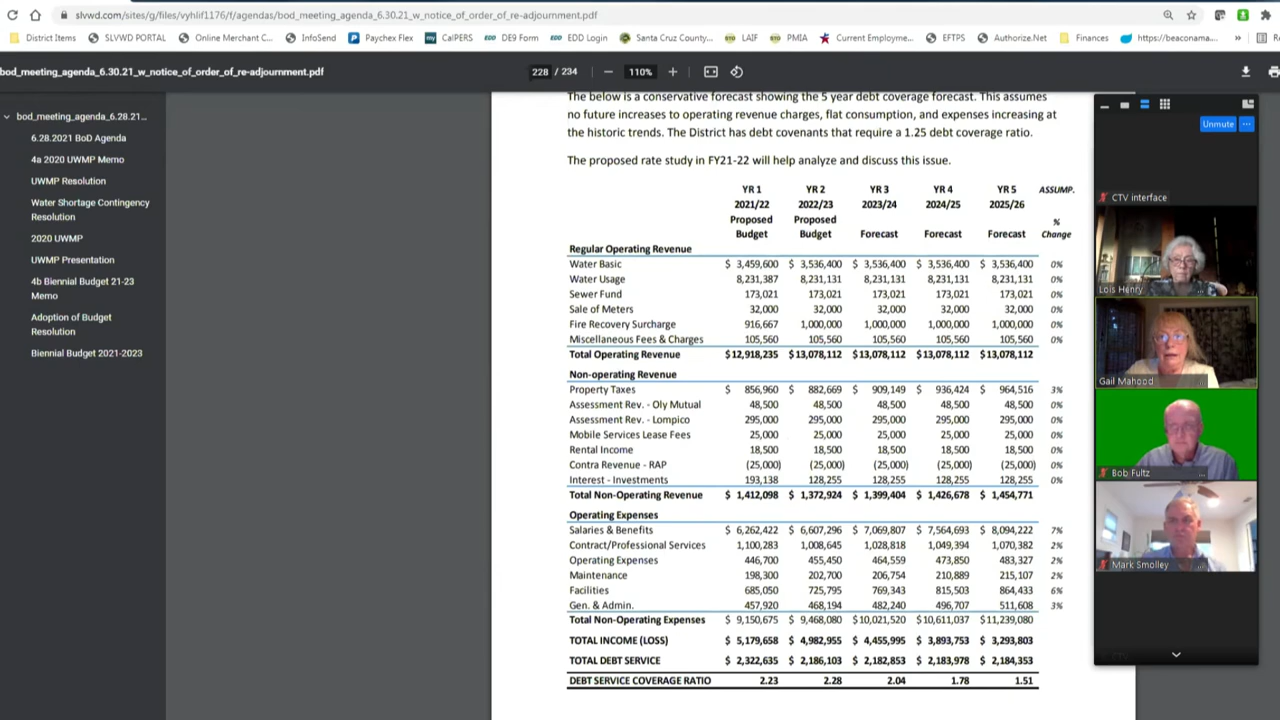 slvwd.com/sites/g/files/vyhlif1176/f/agendas/bod_meeting_agenda_6.30.21_w_notice_of_order_of_re-adjournment.pdf
District Items SLVWD PORTAL Online Merchant C... InfoSend Paychex Flex my CalPERS EDD DE9 Form EDD EDD Login Santa Cruz County... STO LAIF STO PMIA Current Employme... EFTPS Authorize.Net Finances https://beaconama... »
bod_meeting_agenda_6.30.21_w_notice_of_order_of_re-adjournment.pdf 228 / 234 110%
bod_meeting_agenda_6.28.21...
6.28.2021 BoD Agenda
4a 2020 UWMP Memo
UWMP Resolution
Water Shortage Contingency
Resolution
2020 UWMP
UWMP Presentation
4b Biennial Budget 21-23
Memo
Adoption of Budget
Resolution
Biennial Budget 2021-2023
The below is a conservative forecast showing the 5 year debt coverage forecast. This assumes
no future increases to operating revenue charges, flat consumption, and expenses increasing at
the historic trends. The District has debt covenants that require a 1.25 debt coverage ratio.
The proposed rate study in FY21-22 will help analyze and discuss this issue.
YR 1 YR 2 YR 3 YR 4 YR 5 ASSUMP.
2021/22 2022/23 2023/24 2024/25 2025/26
Proposed Proposed %
Budget Budget Forecast Forecast Forecast Change
Regular Operating Revenue
Water Basic $ 3,459,600 $ 3,536,400 $ 3,536,400 $ 3,536,400 $ 3,536,400 0%
Water Usage 8,231,387 8,231,131 8,231,131 8,231,131 8,231,131 0%
Sewer Fund 173,021 173,021 173,021 173,021 173,021 0%
Sale of Meters 32,000 32,000 32,000 32,000 32,000 0%
Fire Recovery Surcharge 916,667 1,000,000 1,000,000 1,000,000 1,000,000 0%
Miscellaneous Fees & Charges 105,560 105,560 105,560 105,560 105,560 0%
Total Operating Revenue $12,918,235 $13,078,112 $13,078,112 $13,078,112 $13,078,112
Non-operating Revenue
Property Taxes $ 856,960 $ 882,669 $ 909,149 $ 936,424 $ 964,516 3%
Assessment Rev. - Oly Mutual 48,500 48,500 48,500 48,500 48,500 0%
Assessment Rev. - Lompico 295,000 295,000 295,000 295,000 295,000 0%
Mobile Services Lease Fees 25,000 25,000 25,000 25,000 25,000 0%
Rental Income 18,500 18,500 18,500 18,500 18,500 0%
Contra Revenue - RAP (25,000) (25,000) (25,000) (25,000) (25,000) 0%
Interest - Investments 193,138 128,255 128,255 128,255 128,255 0%
Total Non-Operating Revenue $ 1,412,098 $ 1,372,924 $ 1,399,404 $ 1,426,678 $ 1,454,771
Operating Expenses
Salaries & Benefits $ 6,262,422 $ 6,607,296 $ 7,069,807 $ 7,564,693 $ 8,094,222 7%
Contract/Professional Services 1,100,283 1,008,645 1,028,818 1,049,394 1,070,382 2%
Operating Expenses 446,700 455,450 464,559 473,850 483,327 2%
Maintenance 198,300 202,700 206,754 210,889 215,107 2%
Facilities 685,050 725,795 769,343 815,503 864,433 6%
Gen. & Admin. 457,920 468,194 482,240 496,707 511,608 3%
Total Non-Operating Expenses $ 9,150,675 $ 9,468,080 $10,021,520 $10,611,037 $11,239,080
TOTAL INCOME (LOSS) $ 5,179,658 $ 4,982,955 $ 4,455,995 $ 3,893,753 $ 3,293,803
TOTAL DEBT SERVICE $ 2,322,635 $ 2,186,103 $ 2,182,853 $ 2,183,978 $ 2,184,353
DEBT SERVICE COVERAGE RATIO 2.23 2.28 2.04 1.78 1.51
Unmute ...
CTV interface
Lois Henry
Gail Mahood
Bob Fultz
Mark Smolley